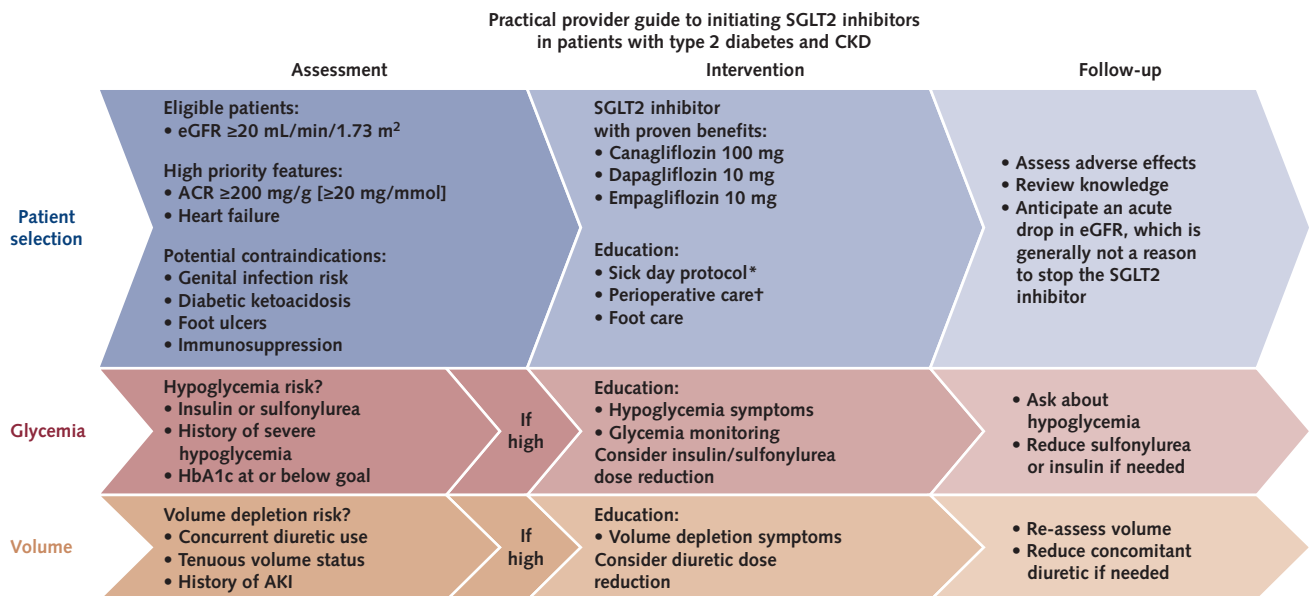 Practical provider guide to initiating SGLT2 inhibitors
in patients with type 2 diabetes and CKD
Assessment
Intervention
Follow-up
Patient
selection
Eligible patients:
• eGFR ≥20 mL/min/1.73 m²
High priority features:
• ACR ≥200 mg/g [≥20 mg/mmol]
• Heart failure
Potential contraindications:
• Genital infection risk
• Diabetic ketoacidosis
• Foot ulcers
• Immunosuppression
SGLT2 inhibitor
with proven benefits:
• Canagliflozin 100 mg
• Dapagliflozin 10 mg
• Empagliflozin 10 mg
Education:
• Sick day protocol*
• Perioperative care†
• Foot care
• Assess adverse effects
• Review knowledge
• Anticipate an acute
drop in eGFR, which is
generally not a reason
to stop the SGLT2
inhibitor
Glycemia
Hypoglycemia risk?
• Insulin or sulfonylurea
• History of severe
hypoglycemia
• HbA1c at or below goal
If
high
Education:
• Hypoglycemia symptoms
• Glycemia monitoring
Consider insulin/sulfonylurea
dose reduction
• Ask about
hypoglycemia
• Reduce sulfonylurea
or insulin if needed
Volume
Volume depletion risk?
• Concurrent diuretic use
• Tenuous volume status
• History of AKI
If
high
Education:
• Volume depletion symptoms
Consider diuretic dose
reduction
• Re-assess volume
• Reduce concomitant
diuretic if needed